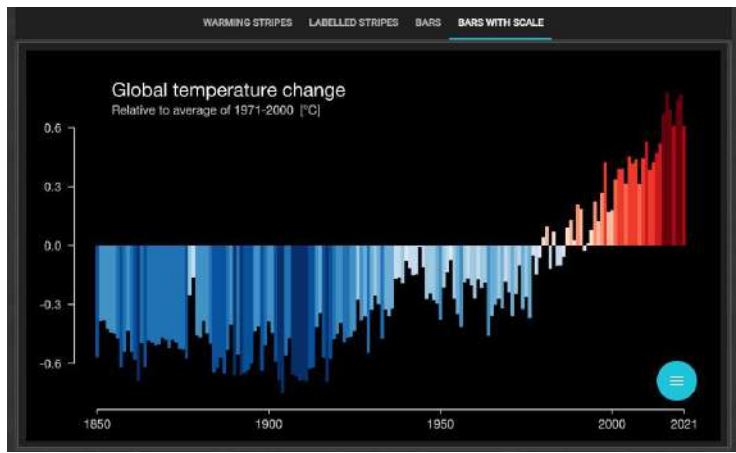 WARMING STRIPES LABELLED STRIPES BARS BARS WITH SCALE
Global temperature change
Relative to average of 1971-2000 [°C]
0.6
0.3
0.0
-0.3
-0.6
1850 1900 1950 2000 2021